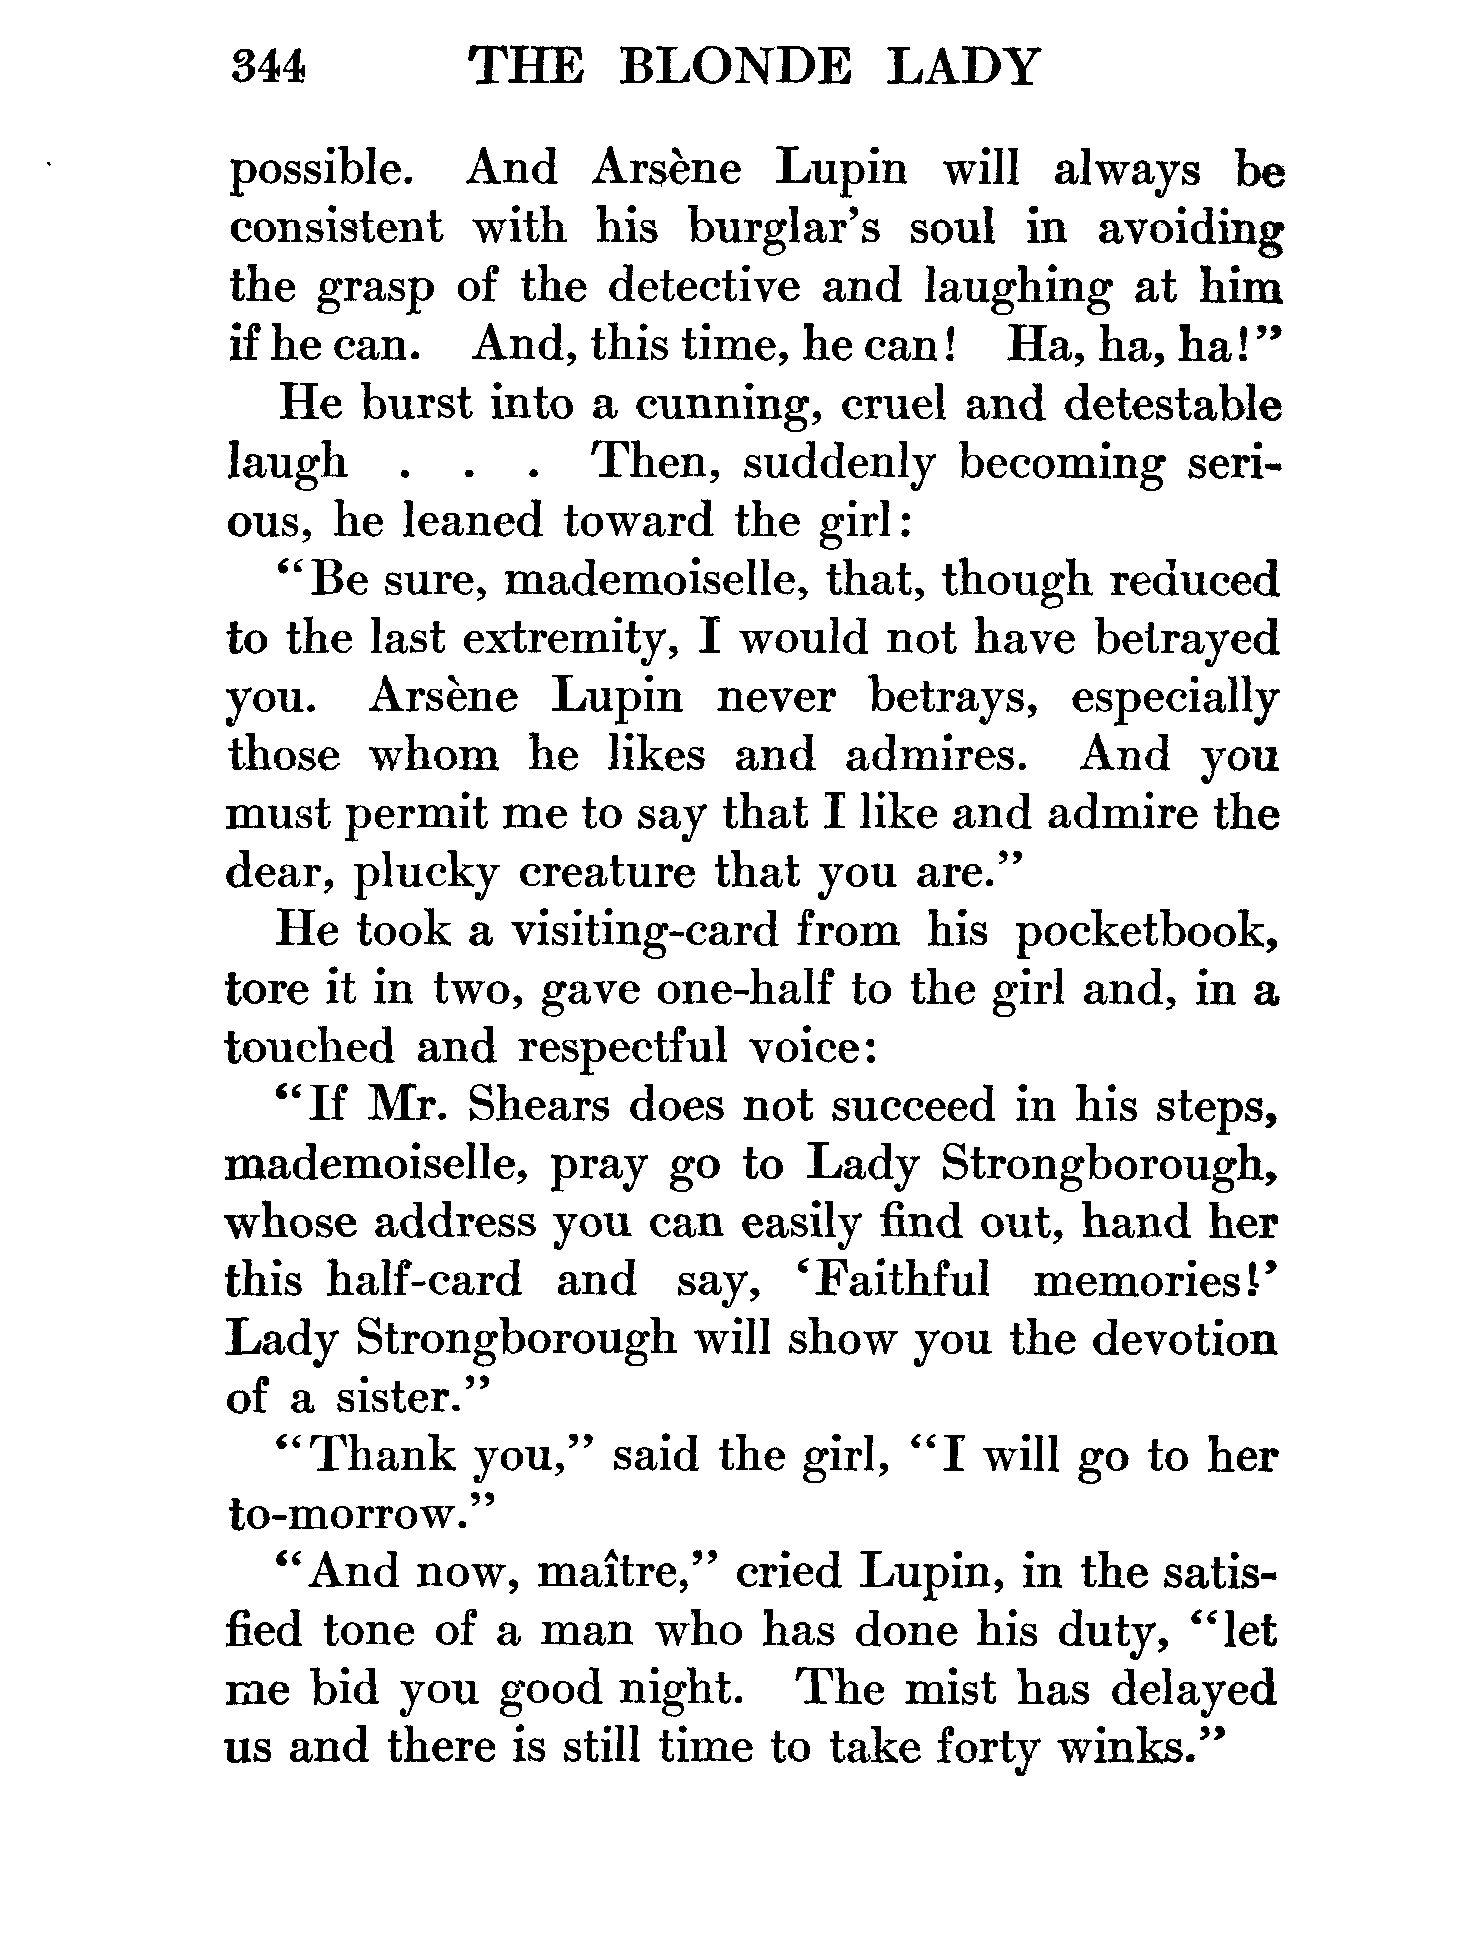 344 THE BLONDE LADY
possible. And Arsène Lupin will always be
consistent with his burglar's soul in avoiding
the grasp of the detective and laughing at him
if he can. And, this time, he can! Ha, ha, ha!"
He burst into a cunning, cruel and detestable
laugh . . . Then, suddenly becoming seri-
ous, he leaned toward the girl:
"Be sure, mademoiselle, that, though reduced
to the last extremity, I would not have betrayed
you. Arsène Lupin never betrays, especially
those whom he likes and admires. And you
must permit me to say that I like and admire the
dear, plucky creature that you are."
He took a visiting-card from his pocketbook,
tore it in two, gave one-half to the girl and, in a
touched and respectful voice:
"If Mr. Shears does not succeed in his steps,
mademoiselle, pray go to Lady Strongborough,
whose address you can easily find out, hand her
this half-card and say, 'Faithful memories!'
Lady Strongborough will show you the devotion
of a sister."
"Thank you," said the girl, "I will go to her
to-morrow."
"And now, maître," cried Lupin, in the satis-
fied tone of a man who has done his duty, "let
me bid you good night. The mist has delayed
us and there is still time to take forty winks."